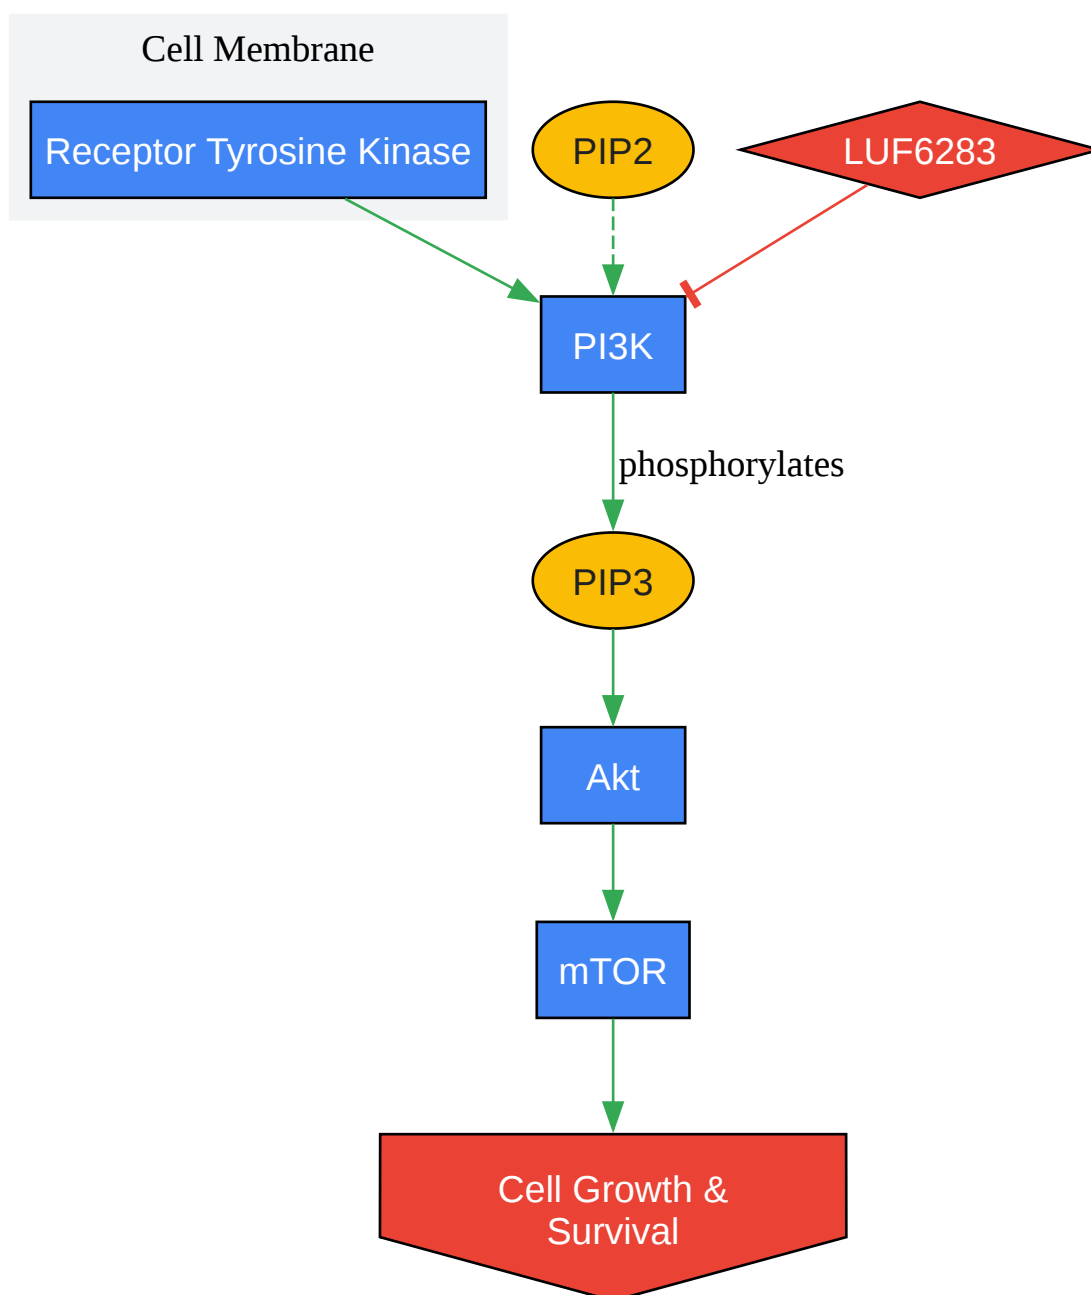 Cell Membrane
Receptor Tyrosine Kinase
PIP2
LUF6283
PI3K
phosphorylates
PIP3
Akt
mTOR
Cell Growth &
Survival